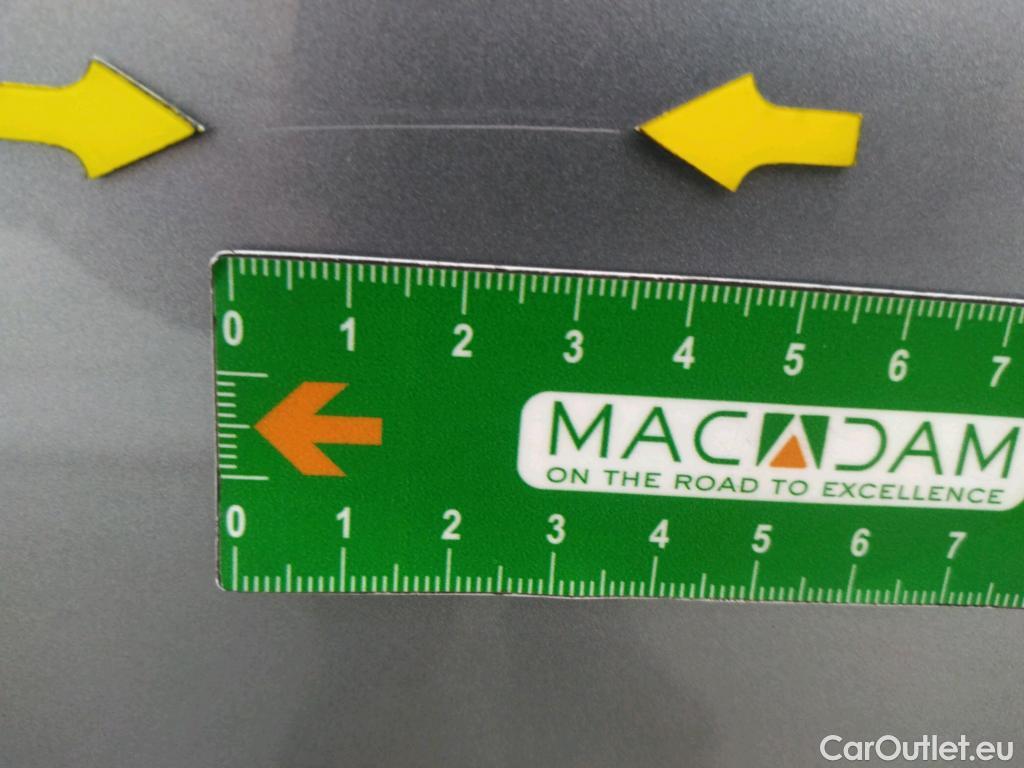 0 1 2 3 4 5 6 7
MACADAM
ON THE ROAD TO EXCELLENCE
0 1 2 3 4 5 6 7
CarOutlet.eu